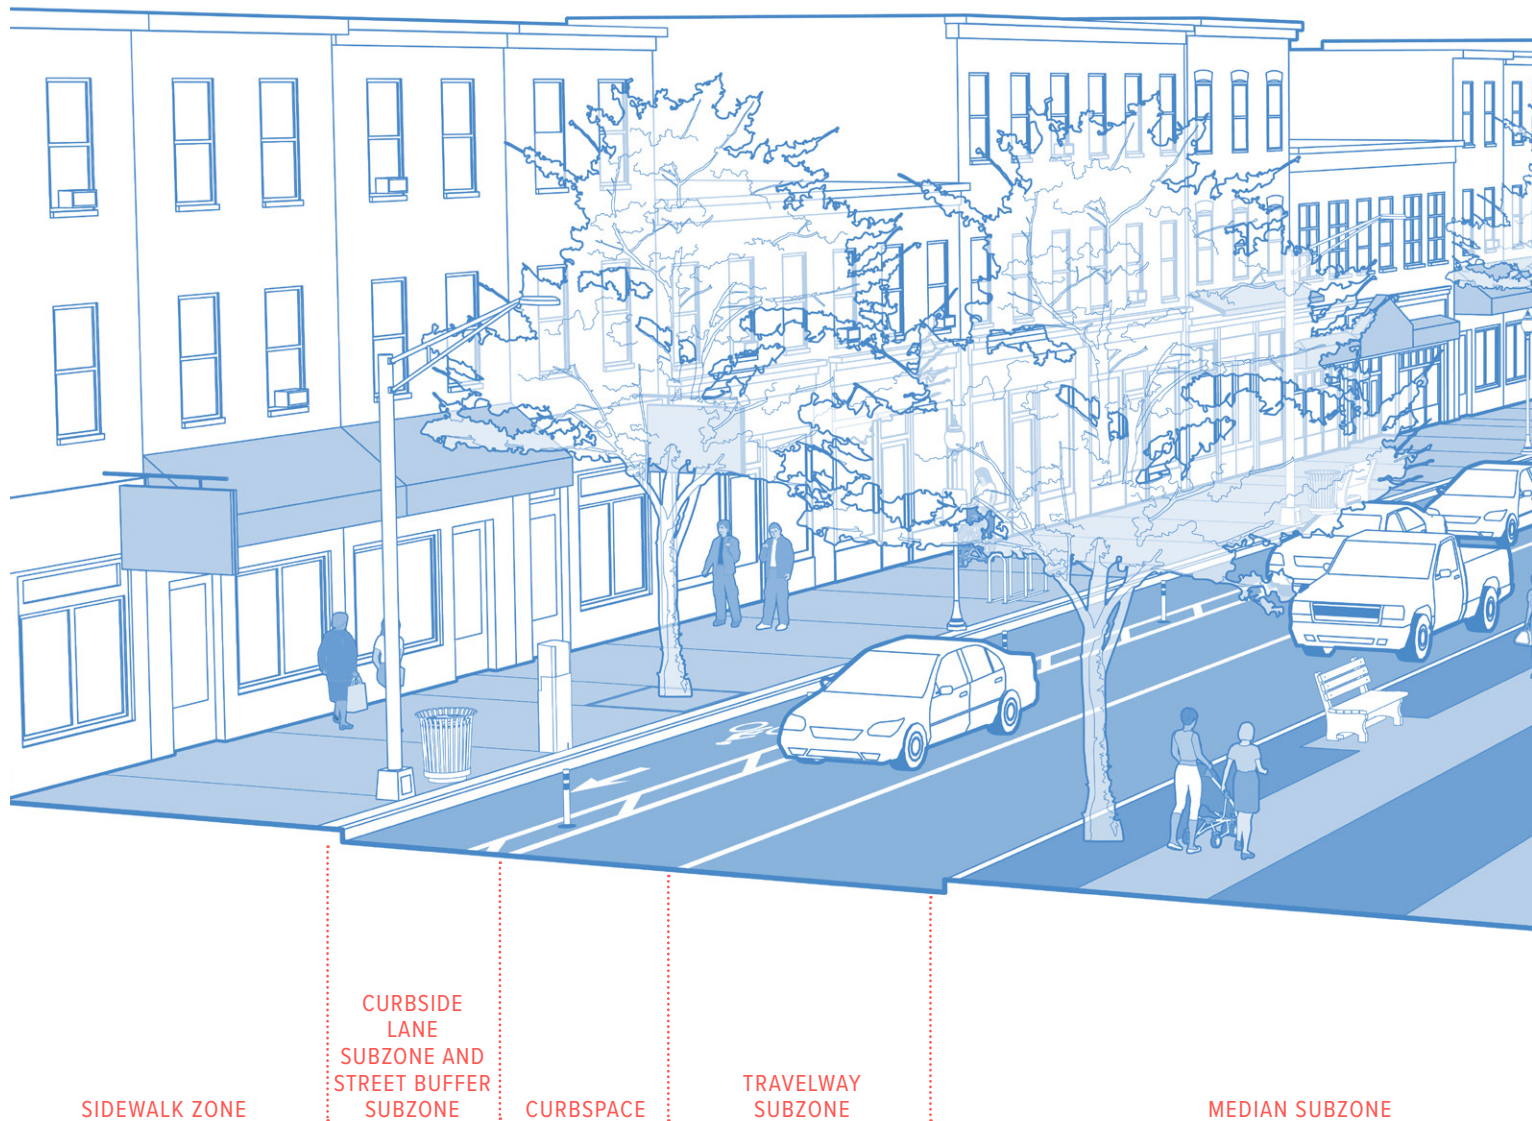 SIDEWALK ZONE
CURBSIDE
LANE
SUBZONE AND
STREET BUFFER
SUBZONE
CURBSPACE
TRAVELWAY
SUBZONE
MEDIAN SUBZONE